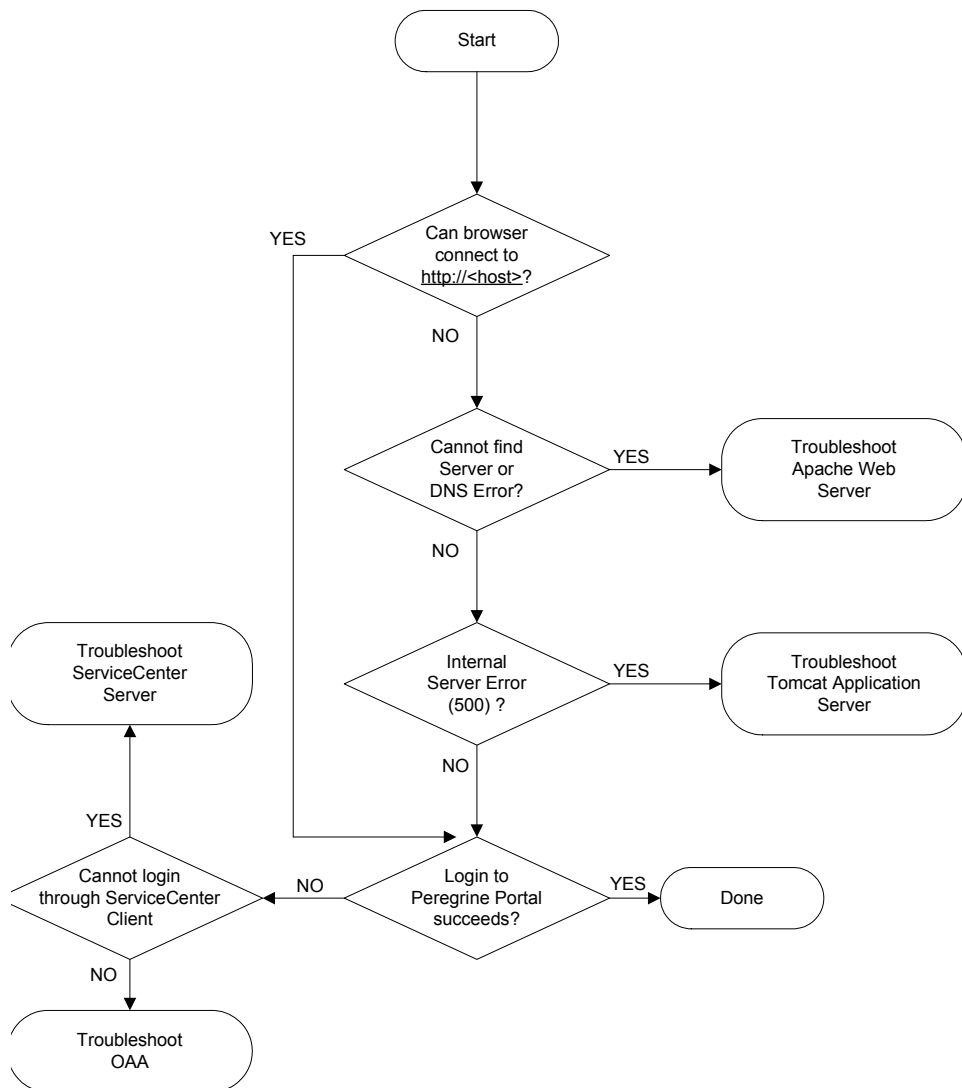 Start
YES
Can browser
connect to
http://<host>?
NO
Cannot find
Server or
DNS Error?
YES
Troubleshoot
Apache Web
Server
NO
Troubleshoot
ServiceCenter
Server
Internal
Server Error
(500) ?
YES
Troubleshoot
Tomcat Application
Server
NO
YES
Cannot login
through ServiceCenter
Client
NO
Login to
Peregrine Portal
succeeds?
YES
Done
NO
Troubleshoot
OAA